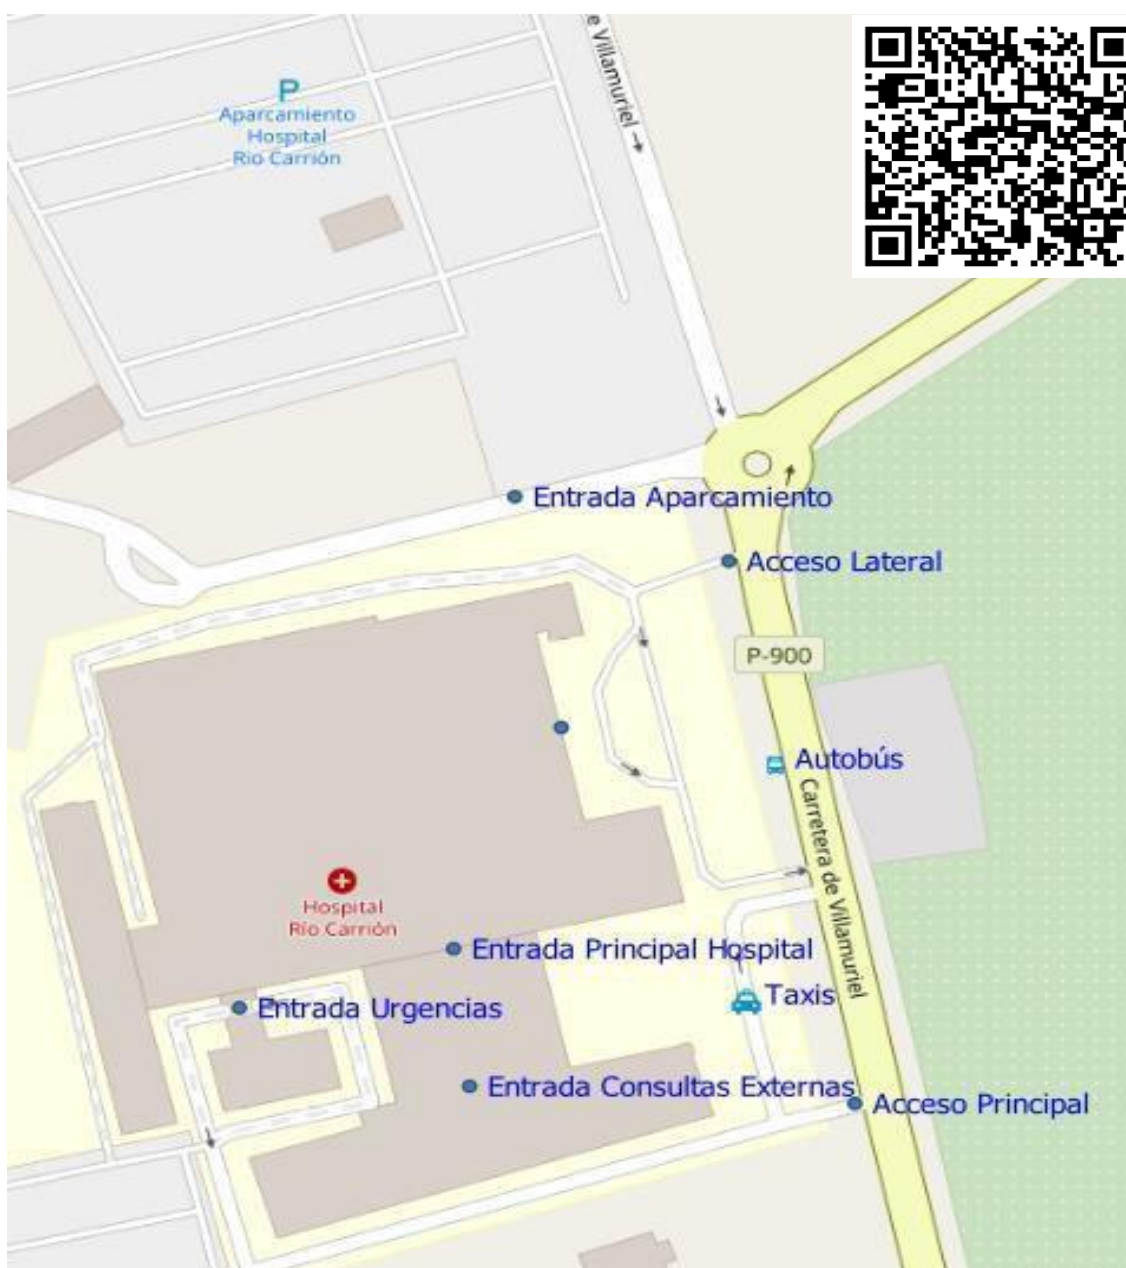 e Villamuriel
P
Aparcamiento
Hospital
Río Carrión
Entrada Aparcamiento
Acceso Lateral
P-900
Autobús
Carretera de Villamuriel
Hospital
Río Carrión
Entrada Principal Hospital
Taxis
Entrada Urgencias
Entrada Consultas Externas
Acceso Principal